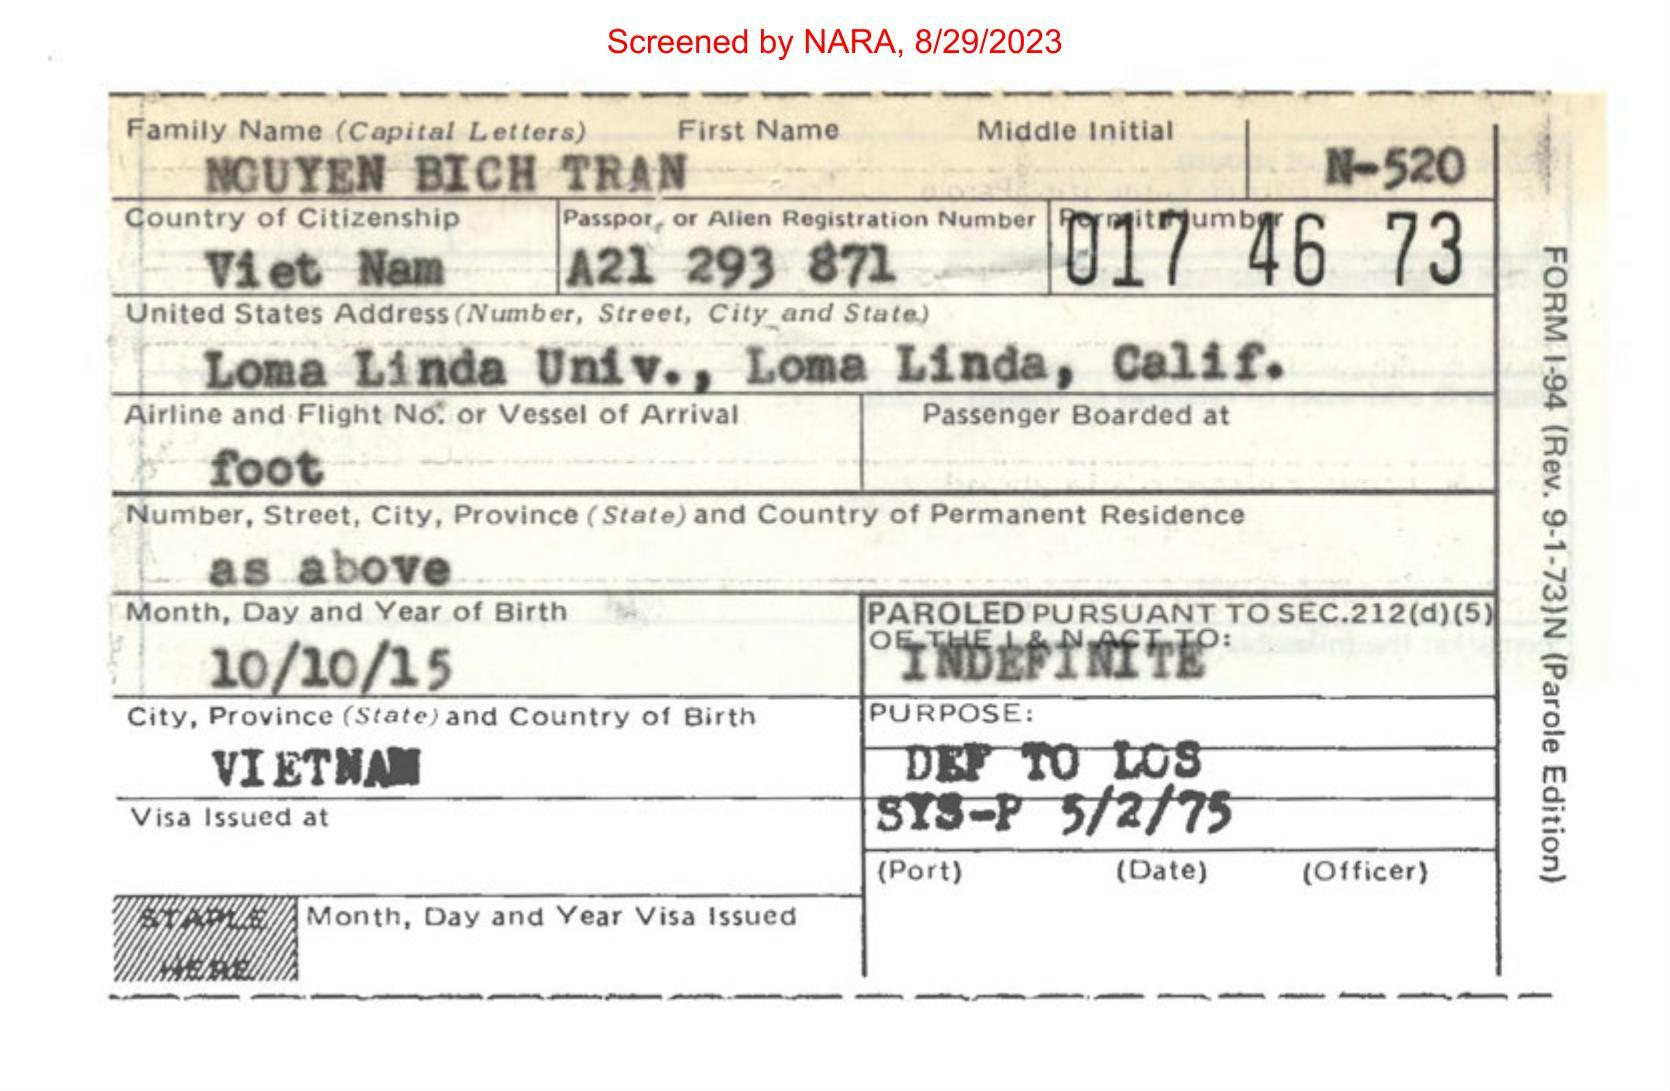 Screened by NARA, 8/29/2023
Family Name (Capital Letters) First Name Middle Initial
NGUYEN BICH TRAN N-520
Country of Citizenship Passport or Alien Registration Number Permit Number
Viet Nam A21 293 871 017 46 73
United States Address (Number, Street, City and State)
Loma Linda Univ., Loma Linda, Calif.
Airline and Flight No. or Vessel of Arrival Passenger Boarded at
foot
Number, Street, City, Province (State) and Country of Permanent Residence
as above
Month, Day and Year of Birth
10/10/15
PAROLED PURSUANT TO SEC.212(d)(5)
OF THE I & N ACT TO:
INDEFINITE
City, Province (State) and Country of Birth
VIETNAM
PURPOSE:
DEF TO LOS
SYS-P 5/2/75
Visa Issued at
(Port) (Date) (Officer)
STAPLE
HERE
Month, Day and Year Visa Issued
FORM I-94 (Rev. 9-1-73)N (Parole Edition)